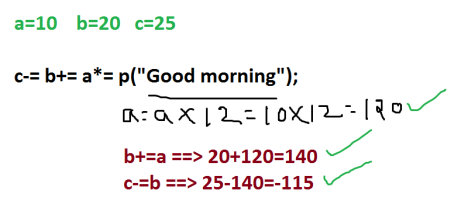 a=10 b=20 c=25
c-= b+= a*= p("Good morning");
a=a×12=10×12=120
b+=a ==> 20+120=140
c-=b ==> 25-140=-115